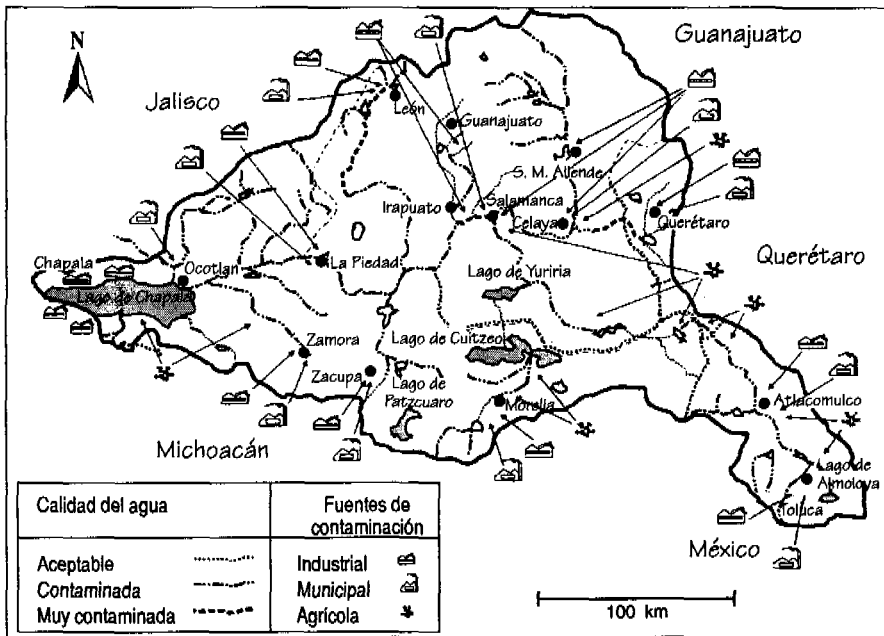 N
Guanajuato
Jalisco
León
Guanajuato
S. M. Allende
Irapuato
Salamanca
Celaya
Querétaro
Chapala
Ocotlan
La Piedad
Querétaro
Lago de Chapala
Lago de Yuriria
Lago de Cuitzeo
Zamora
Zacupa
Lago de
Patzcuaro
Morelia
Atlacomulco
Michoacán
Lago de
Almoloya
Toluca
México
Calidad del agua
Fuentes de
contaminación
Aceptable
Industrial
Contaminada
Municipal
Muy contaminada
Agrícola
100 km